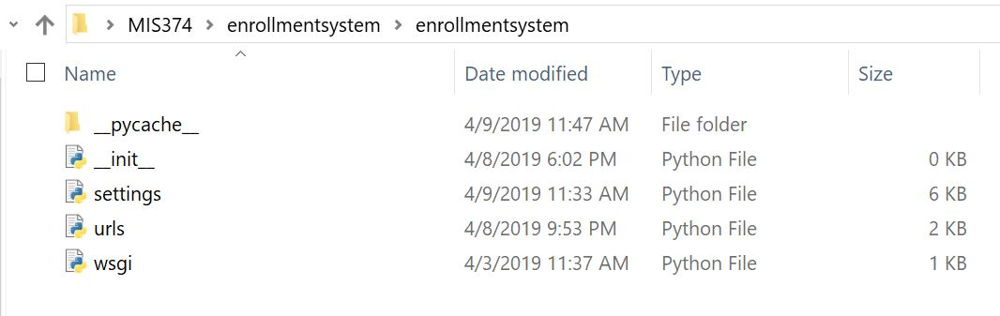 MIS374 > enrollmentsystem > enrollmentsystem
Name Date modified Type Size
__pycache__ 4/9/2019 11:47 AM File folder
__init__ 4/8/2019 6:02 PM Python File 0 KB
settings 4/9/2019 11:33 AM Python File 6 KB
urls 4/8/2019 9:53 PM Python File 2 KB
wsgi 4/3/2019 11:37 AM Python File 1 KB